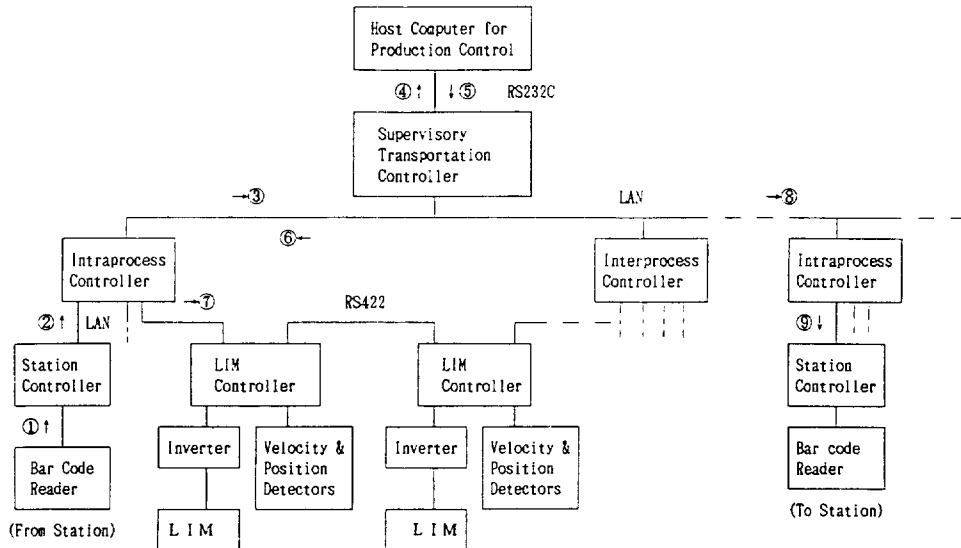 Host Computer for
Production Control
④ ↑ ↓ ⑤ RS232C
Supervisory
Transportation
Controller
→③ LAN →⑧
⑥←
Intraprocess
Controller
Interprocess
Controller
Intraprocess
Controller
→⑦
RS422
② ↑ LAN
⑨ ↓
Station
Controller
LIM
Controller
LIM
Controller
Station
Controller
① ↑
Inverter
Velocity &
Position
Detectors
Inverter
Velocity &
Position
Detectors
Bar Code
Reader
Bar code
Reader
(From Station)
LIM
LIM
(To Station)